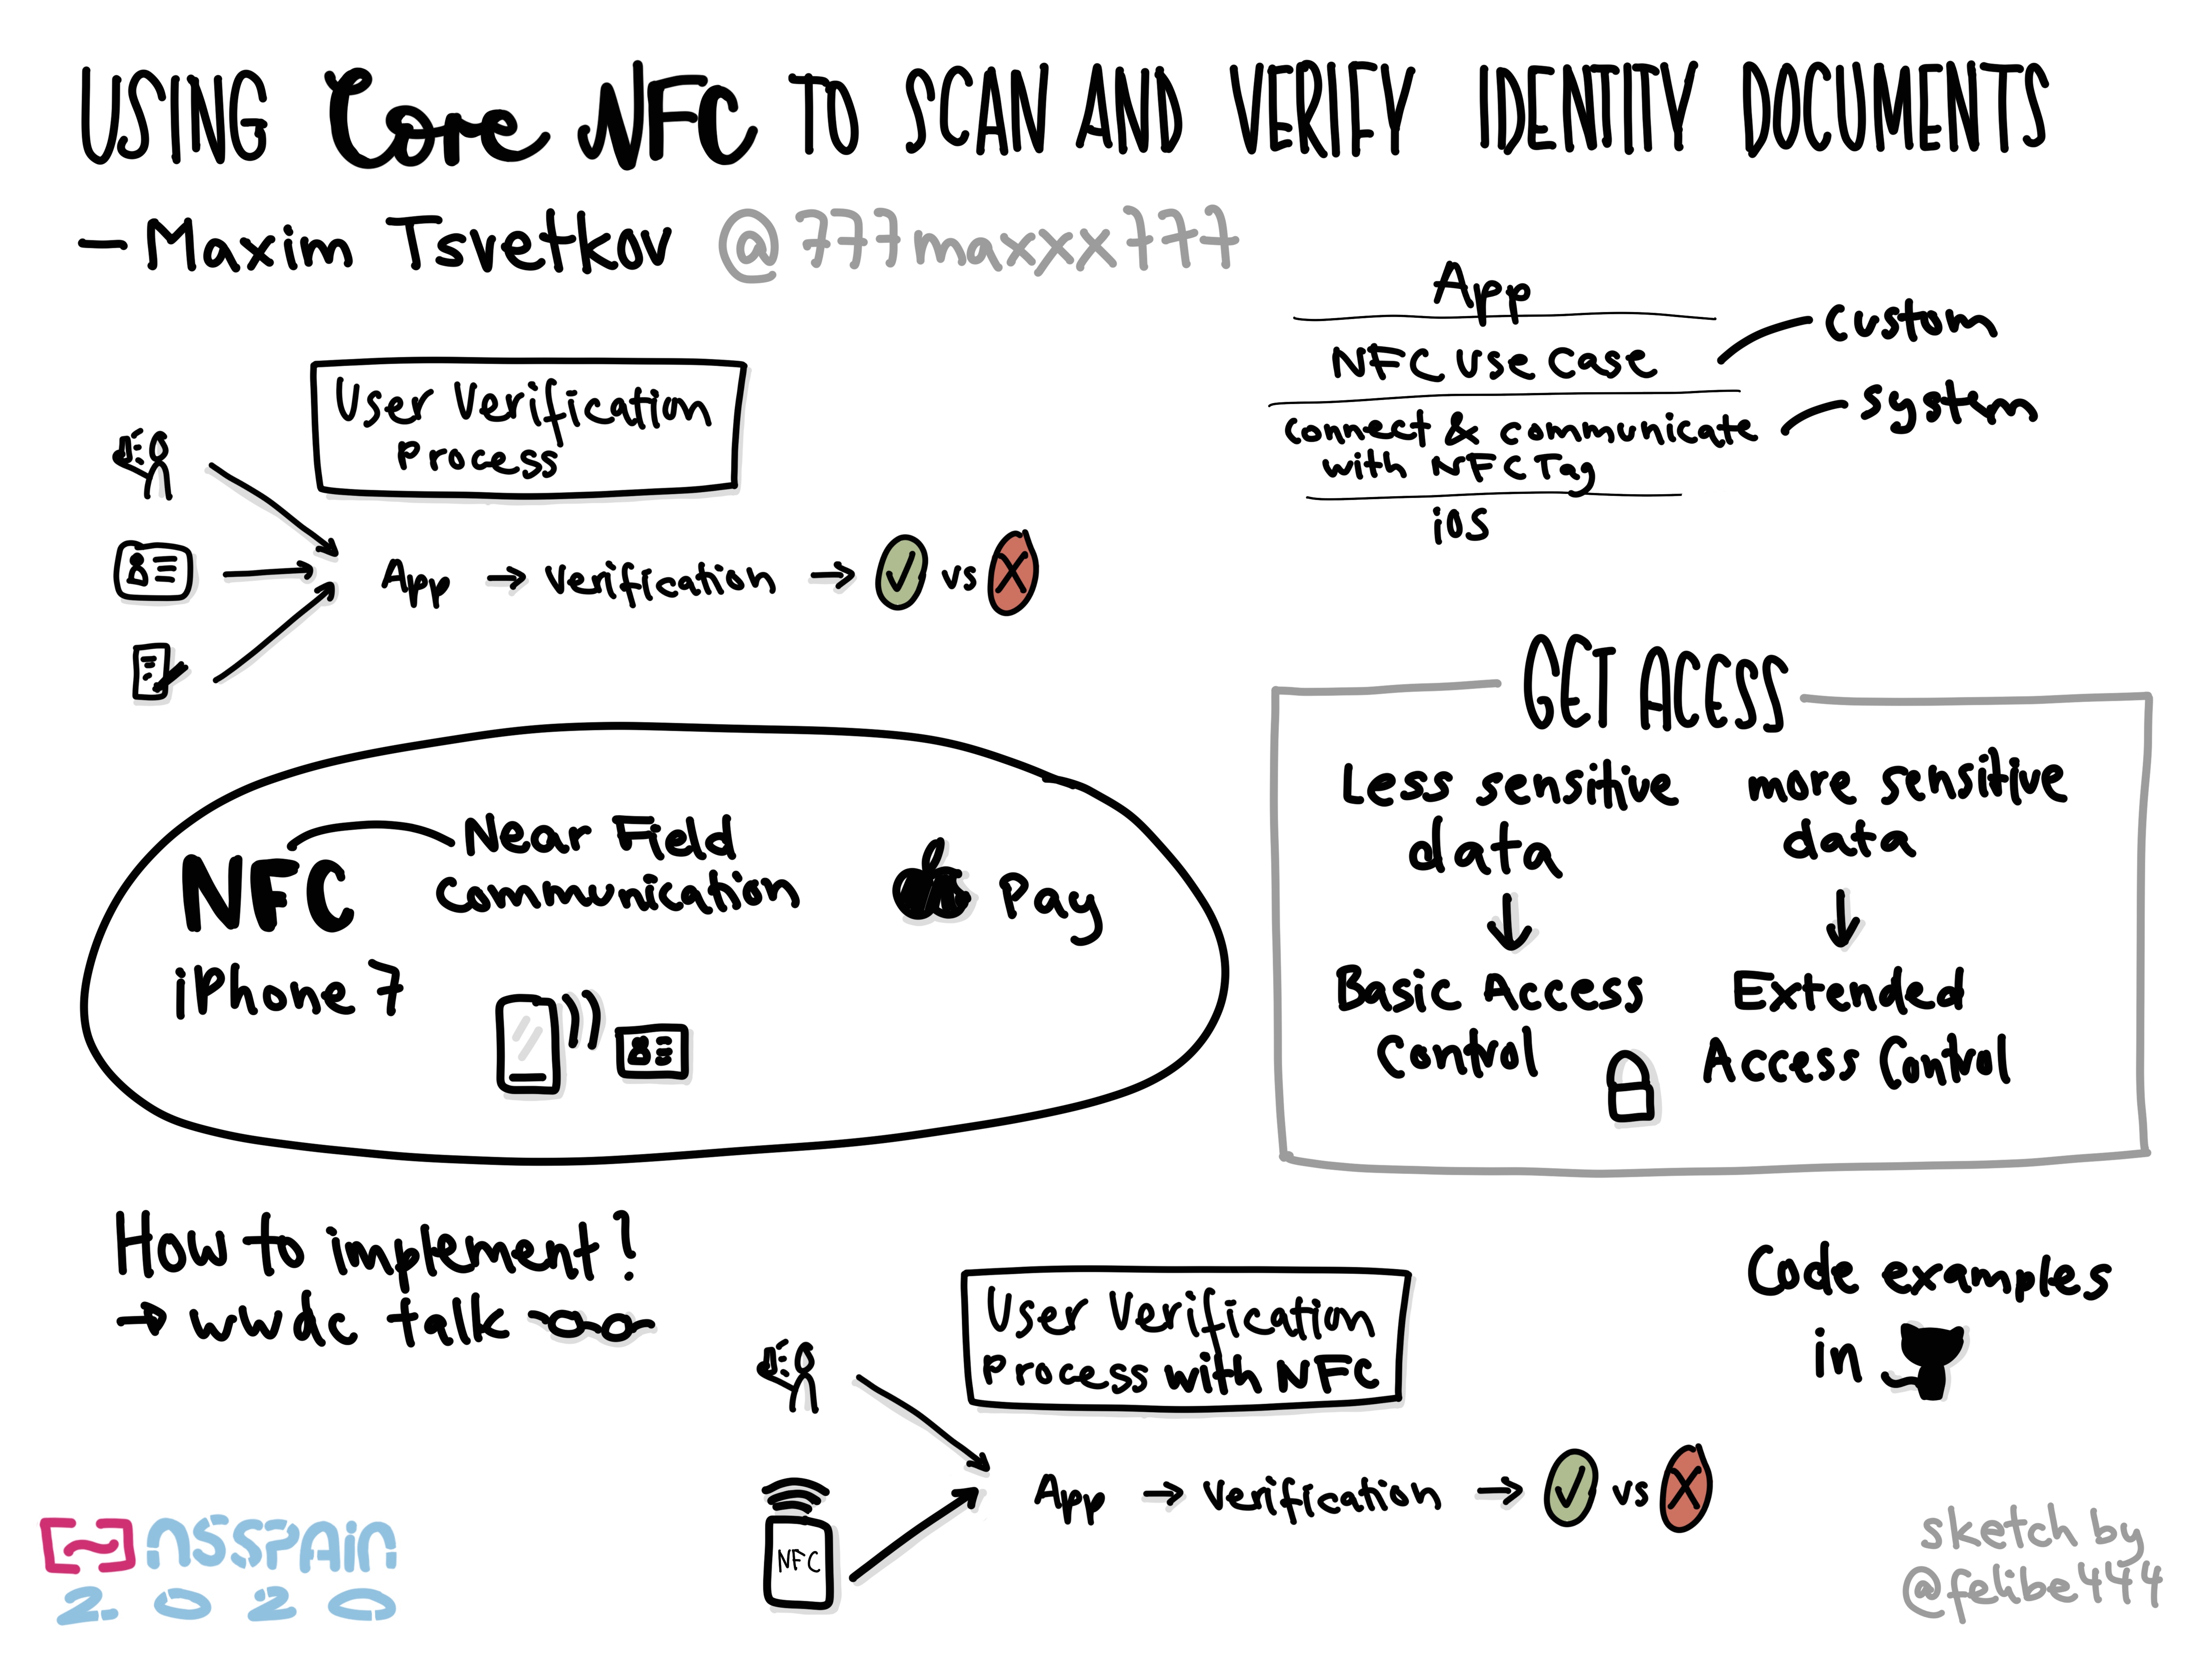 USING Core NFC TO SCAN AND VERIFY IDENTITY DOCUMENTS
— Maxim Tsvetkov @777maxxx777
User Verification
Process
App → verification → ✓ vs X
App
NFC use case
custom
connect & communicate
with NFC Tag
system
iOS
NFC
Near Field
Communication
Pay
iPhone 7
GET ACESS
Less sensitive
data
↓
Basic Access
Control
more sensitive
data
↓
Extended
Access Control
How to implement?
→ wwdc talk
User Verification
Process with NFC
NFC
App → verification → ✓ vs X
Code examples
in
nsspain
2020
sketch by
@felibe444